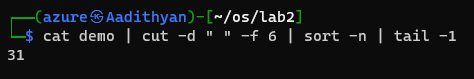 ┌──(azure㉿Aadithyan)-[~/os/lab2]
└─$ cat demo | cut -d " " -f 6 | sort -n | tail -1
31